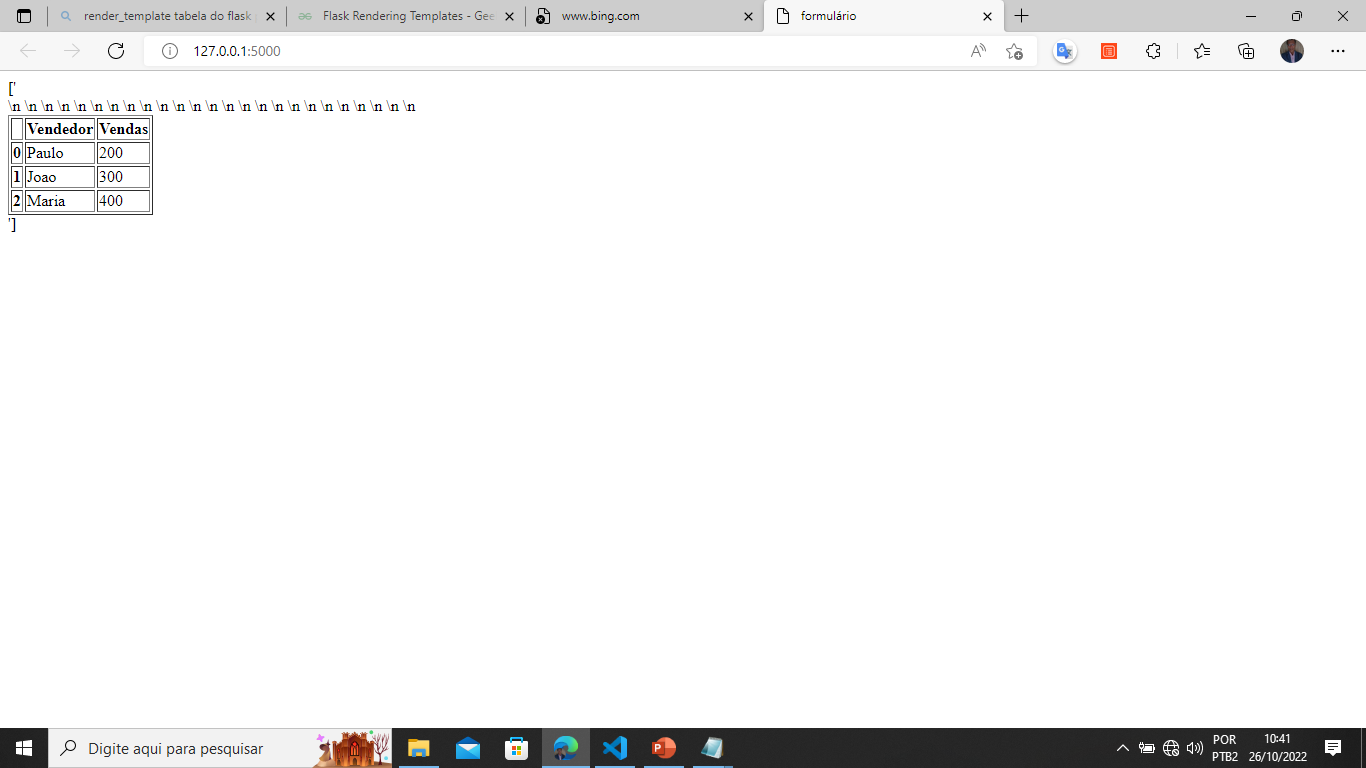 render_template tabela do flask
Flask Rendering Templates - Gee
www.bing.com
formulário
127.0.0.1:5000
['
\n \n \n \n \n \n \n \n \n \n \n \n \n \n \n \n \n \n \n \n \n \n \n \n \n
Vendedor Vendas
0 Paulo 200
1 Joao 300
2 Maria 400
']
Digite aqui para pesquisar
POR
PTB2
10:41
26/10/2022